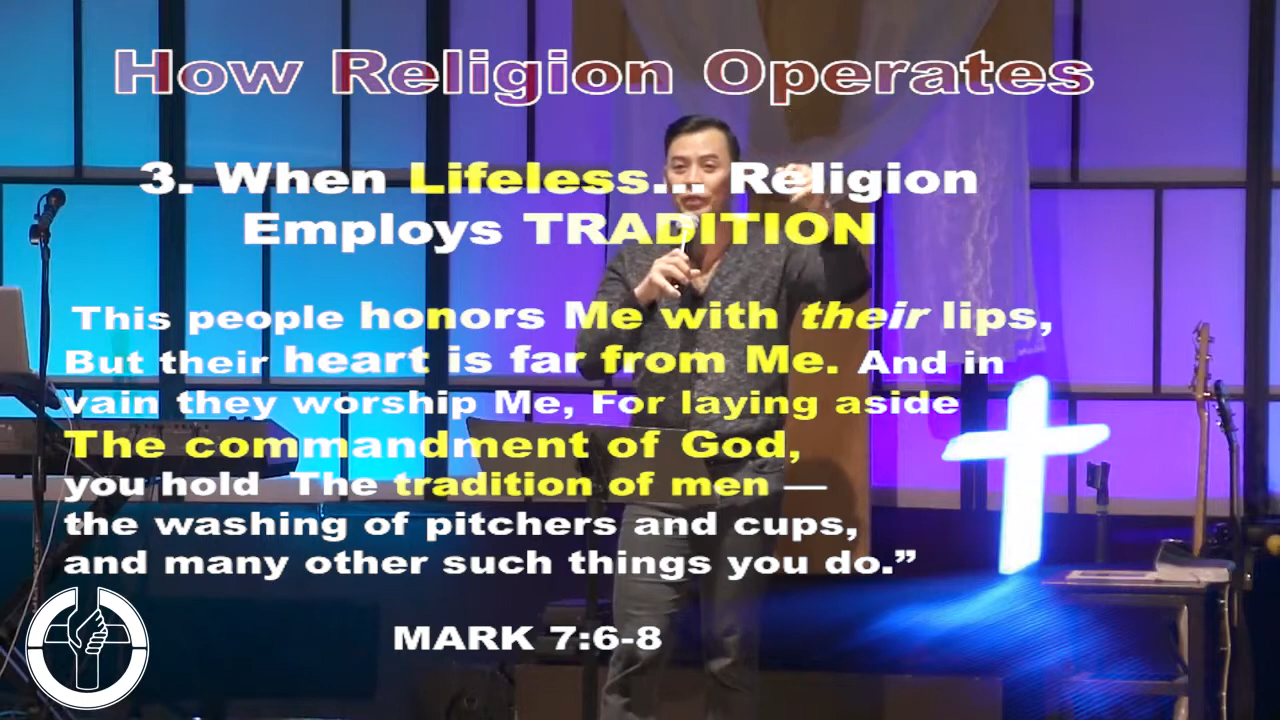 How Religion Operates
3. When Lifeless... Religion
Employs TRADITION
This people honors Me with their lips,
But their heart is far from Me. And in
vain they worship Me, For laying aside
The commandment of God,
you hold The tradition of men —
the washing of pitchers and cups,
and many other such things you do.”
MARK 7:6-8